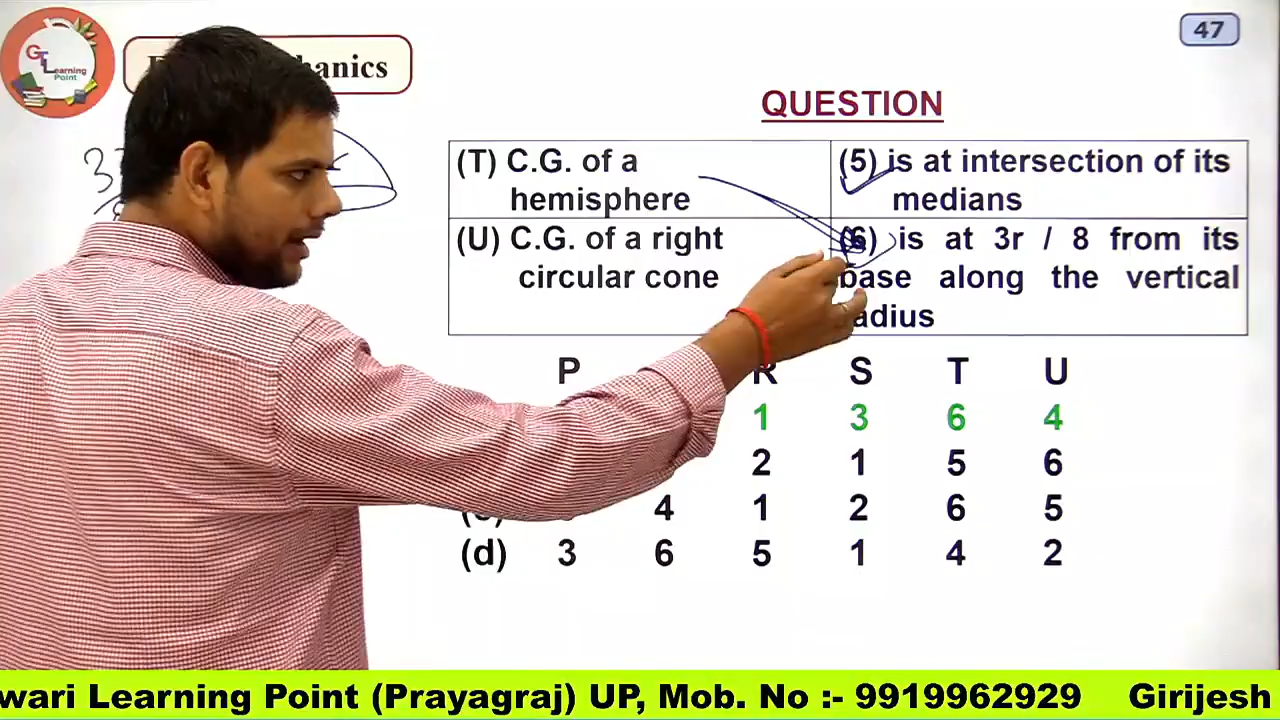 47
GT
Learning
Point
hanics
QUESTION
(T) C.G. of a
hemisphere
(5) is at intersection of its
medians
(U) C.G. of a right
circular cone
(6) is at 3r / 8 from its
base along the vertical
adius
P R S T U
1 3 6 4
2 1 5 6
4 1 2 6 5
(d) 3 6 5 1 4 2
3
wari Learning Point (Prayagraj) UP, Mob. No :- 9919962929 Girijesh